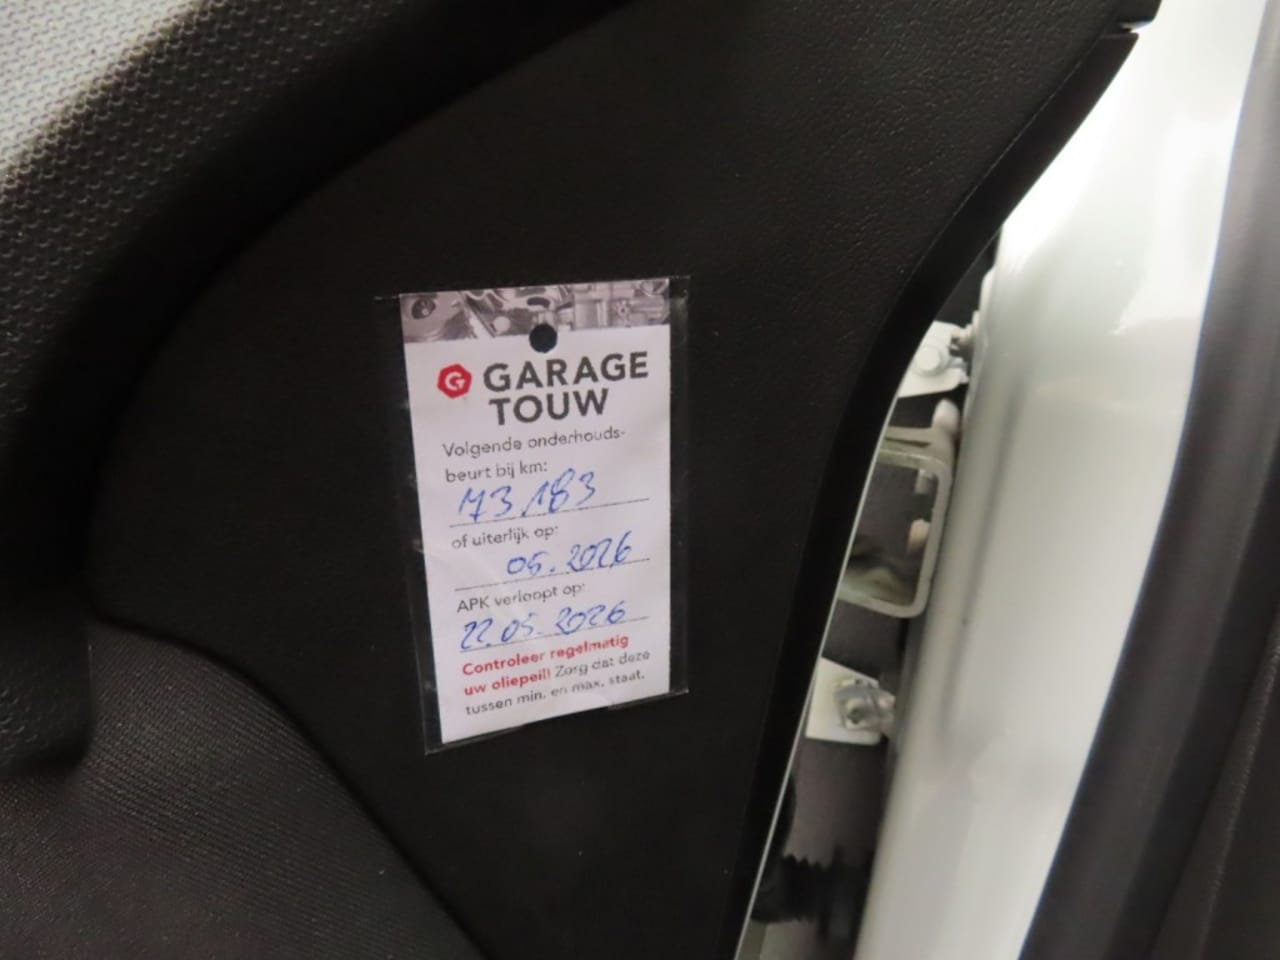 G GARAGE
TOUW
Volgende onderhouds-
beurt bij km:
173.183
of uiterlijk op:
05.2026
APK verloopt op:
22.05.2026
Controleer regelmatig
uw oliepeil! Zorg dat deze
tussen min. en max. staat.